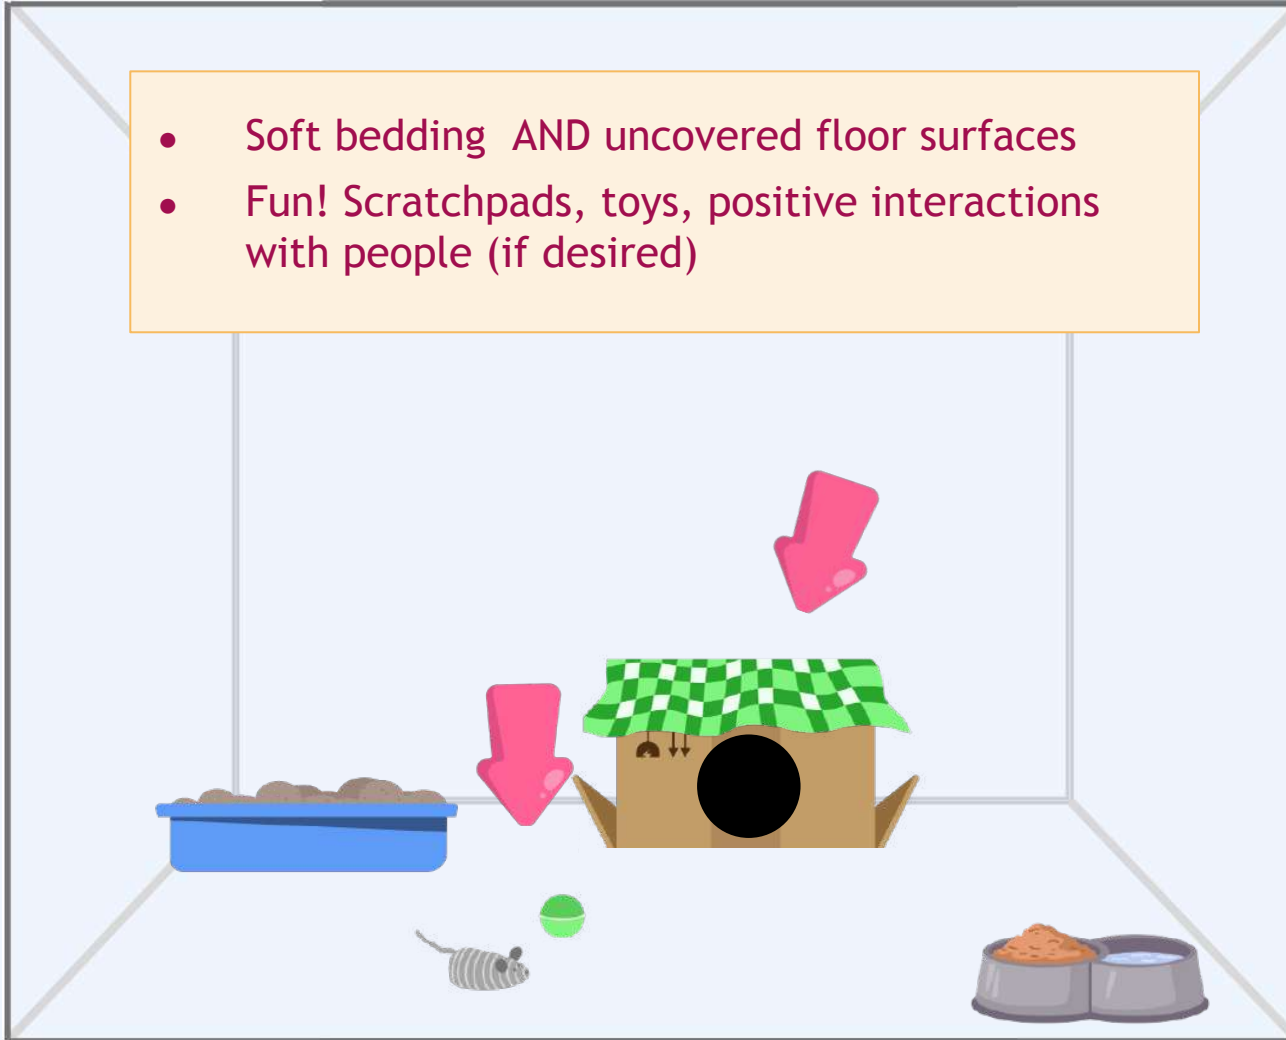 • Soft bedding AND uncovered floor surfaces
• Fun! Scratchpads, toys, positive interactions
with people (if desired)